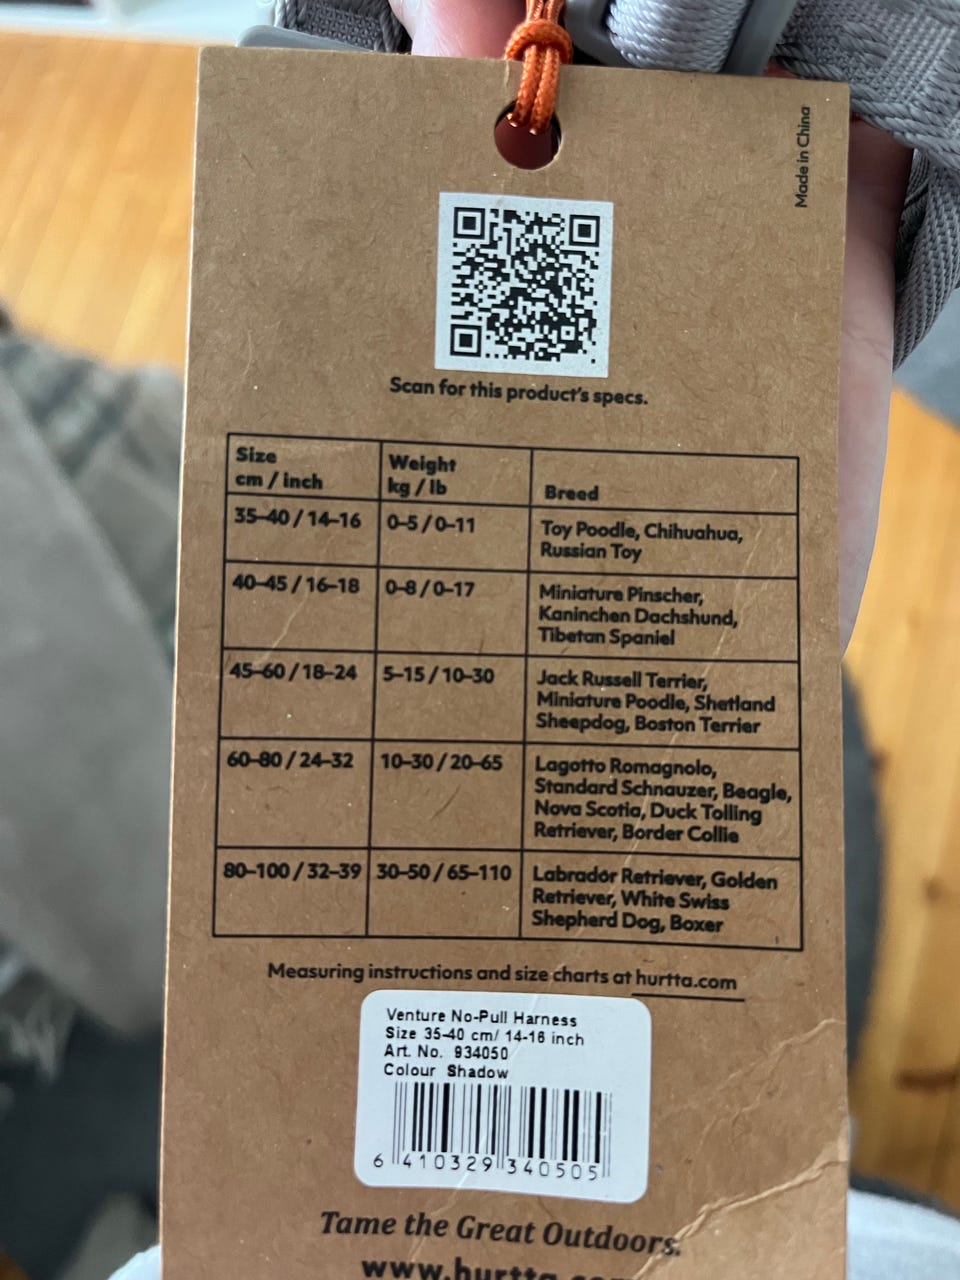 Made in China
Scan for this product's specs.
Size
cm / inch
Weight
kg / lb
Breed
35–40 / 14–16
0–5 / 0–11
Toy Poodle, Chihuahua,
Russian Toy
40–45 / 16–18
0–8 / 0–17
Miniature Pinscher,
Kaninchen Dachshund,
Tibetan Spaniel
45–60 / 18–24
5–15 / 10–30
Jack Russell Terrier,
Miniature Poodle, Shetland
Sheepdog, Boston Terrier
60–80 / 24–32
10–30 / 20–65
Lagotto Romagnolo,
Standard Schnauzer, Beagle,
Nova Scotia, Duck Tolling
Retriever, Border Collie
80–100 / 32–39
30–50 / 65–110
Labrador Retriever, Golden
Retriever, White Swiss
Shepherd Dog, Boxer
Measuring instructions and size charts at hurtta.com
Venture No-Pull Harness
Size 35-40 cm/ 14-16 inch
Art. No. 934050
Colour Shadow
6 410329 340505
Tame the Great Outdoors.
www.hurtta.com